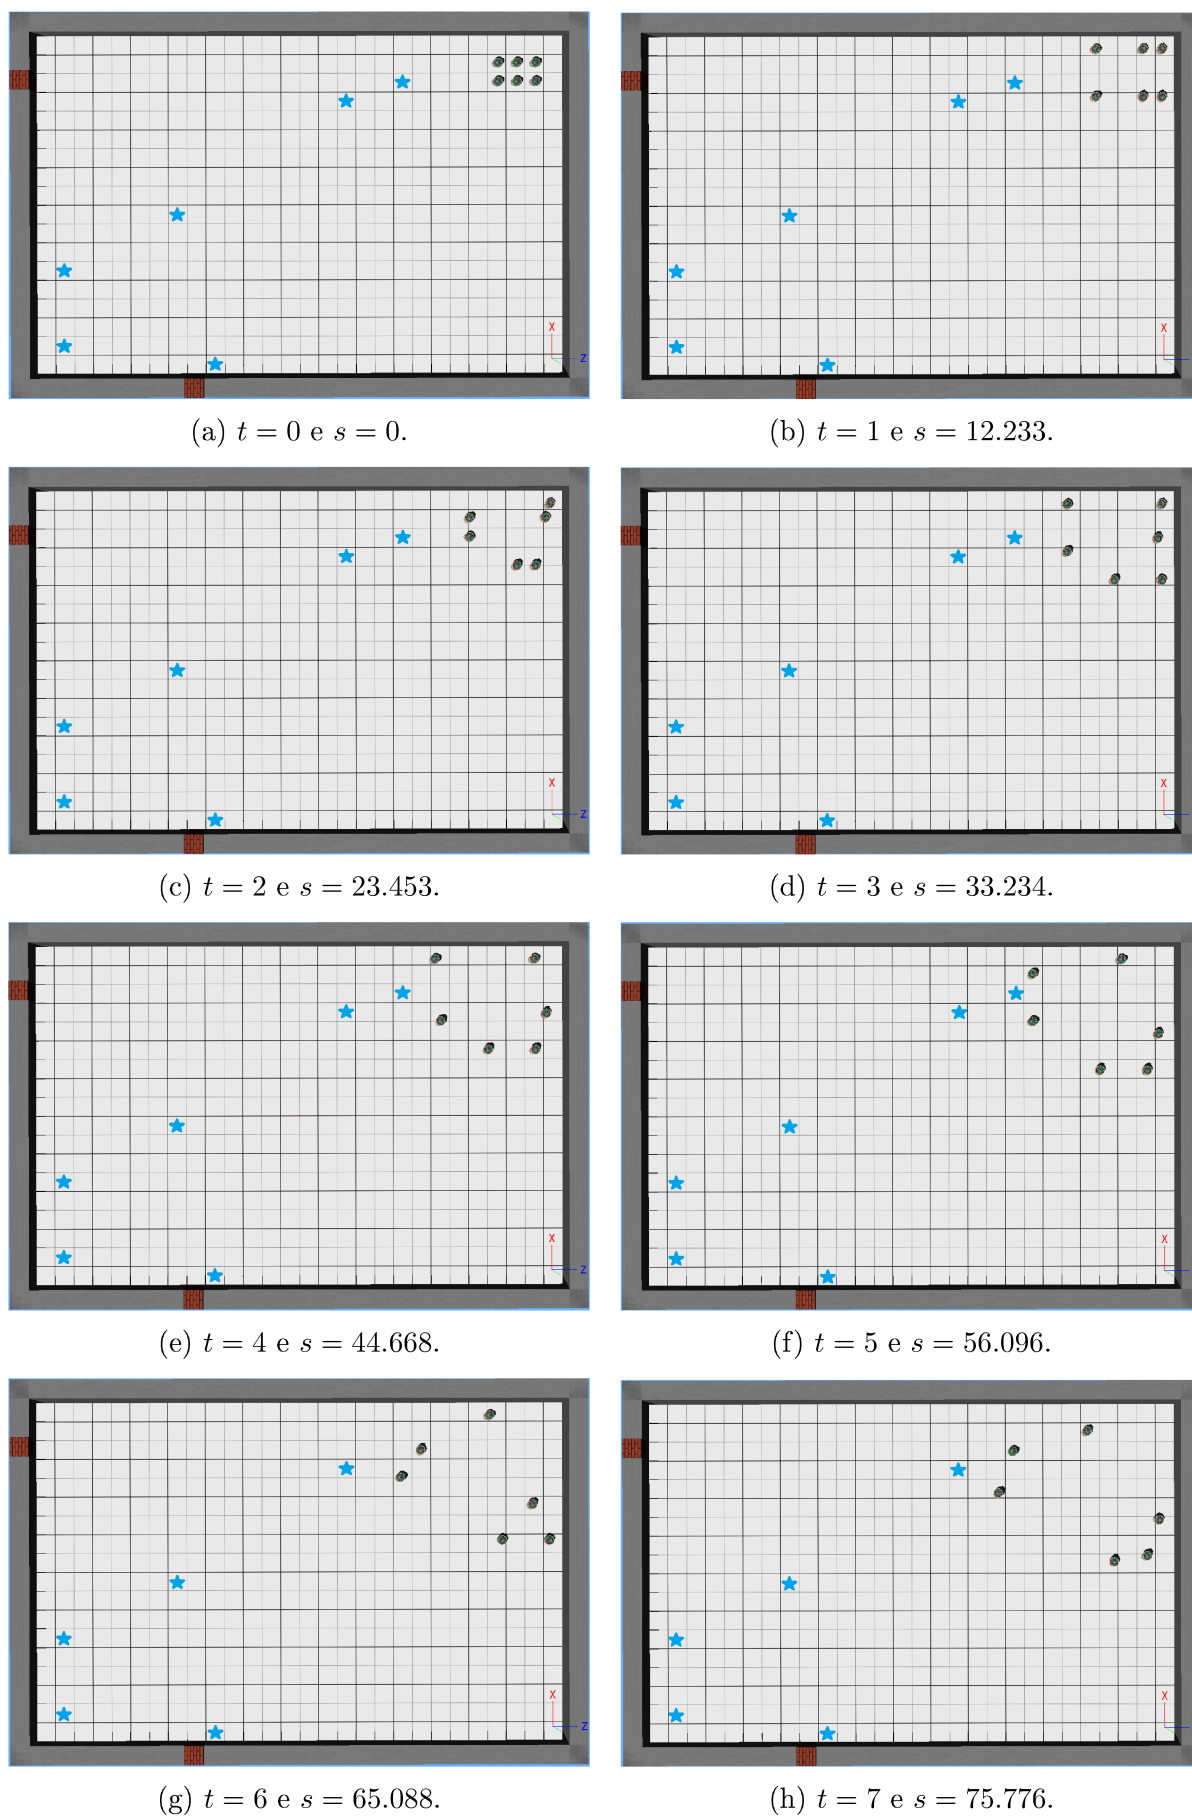 X
Z
X
(a) t = 0 e s = 0.
(b) t = 1 e s = 12.233.
X
Z
X
(c) t = 2 e s = 23.453.
(d) t = 3 e s = 33.234.
X
Z
X
(e) t = 4 e s = 44.668.
(f) t = 5 e s = 56.096.
X
Z
X
(g) t = 6 e s = 65.088.
(h) t = 7 e s = 75.776.